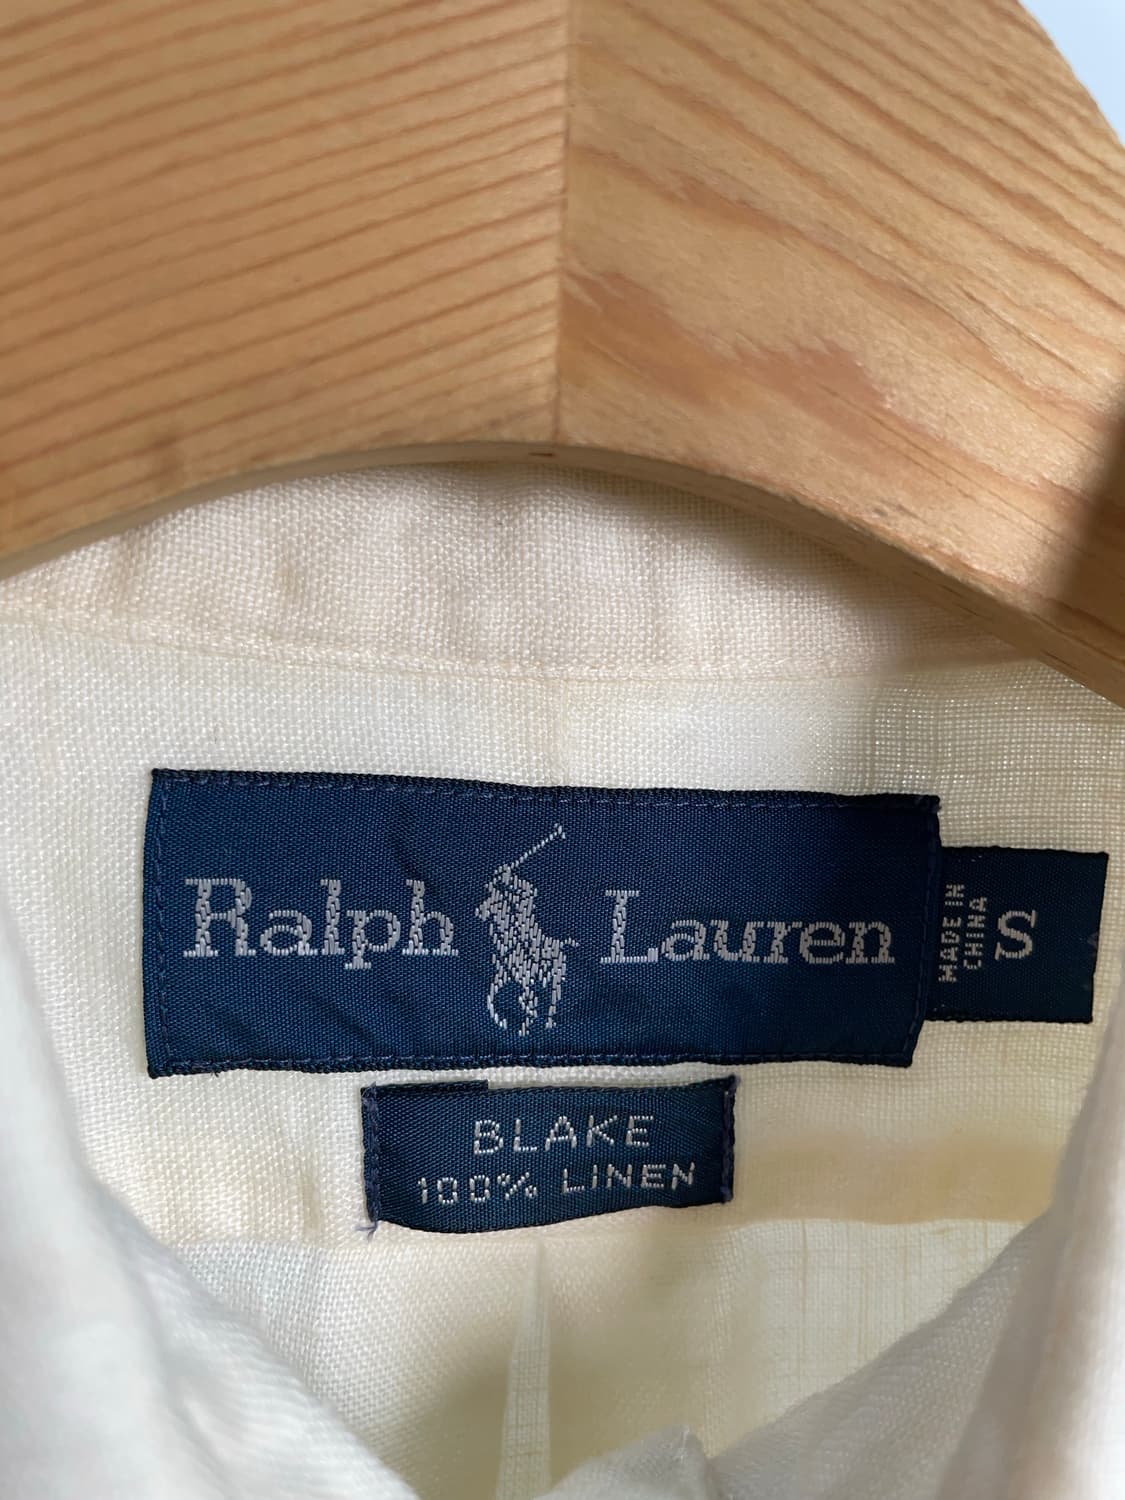 Ralph Lauren
MADE IN
CHINA
S
BLAKE
100% LINEN